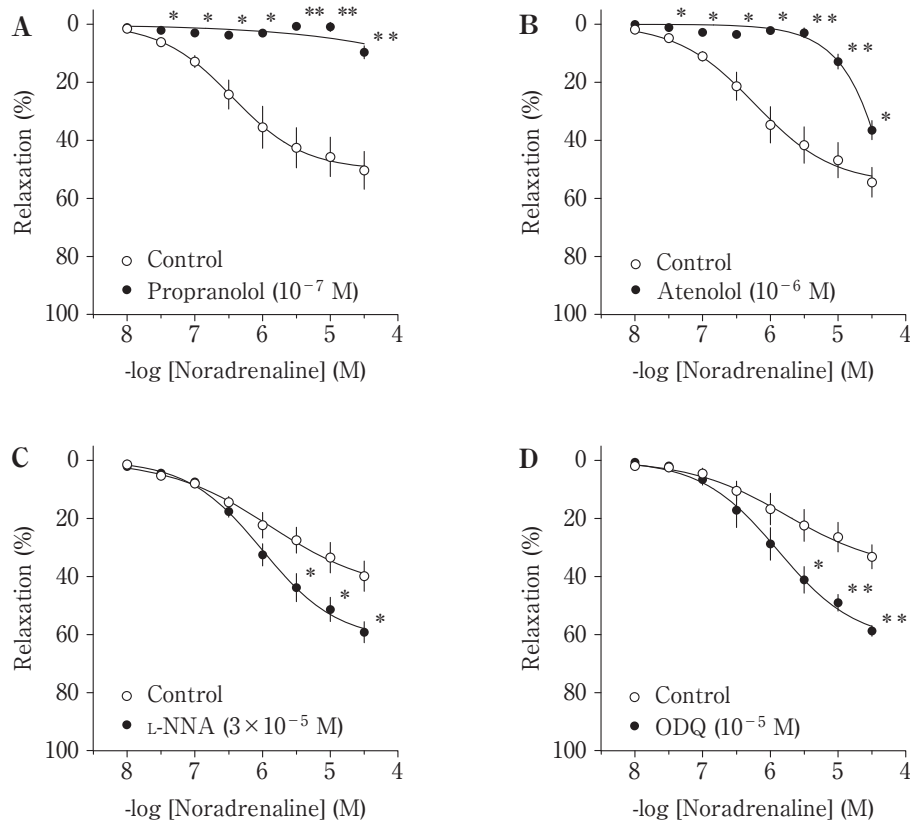 A
Relaxation (%)
0
20
40
60
80
100
* * * * ** ** **
Control
Propranolol (10⁻⁷ M)
8 7 6 5 4
-log [Noradrenaline] (M)
B
Relaxation (%)
0
20
40
60
80
100
* * * * ** ** *
Control
Atenolol (10⁻⁶ M)
8 7 6 5 4
-log [Noradrenaline] (M)
C
Relaxation (%)
0
20
40
60
80
100
* * *
Control
L-NNA (3×10⁻⁵ M)
8 7 6 5 4
-log [Noradrenaline] (M)
D
Relaxation (%)
0
20
40
60
80
100
* ** **
Control
ODQ (10⁻⁵ M)
8 7 6 5 4
-log [Noradrenaline] (M)